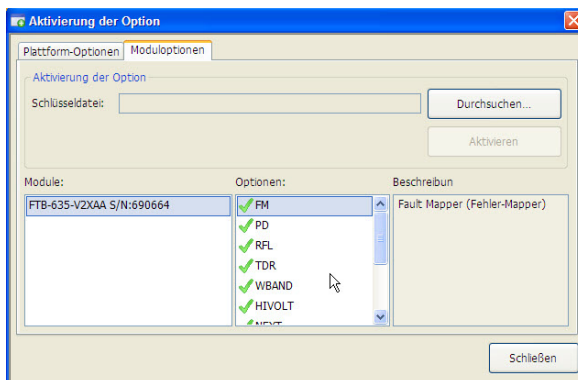 Aktivierung der Option
Plattform-Optionen
Moduloptionen
Aktivierung der Option
Schlüsseldatei:
Durchsuchen...
Aktivieren
Module:
Optionen:
Beschreibun
FTB-635-V2XAA S/N:690664
FM
PD
RFL
TDR
WBAND
HIVOLT
NEXT
Fault Mapper (Fehler-Mapper)
Schließen